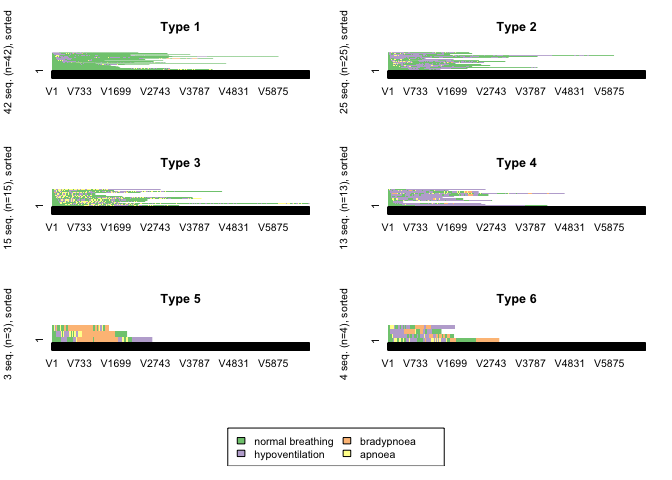 Type 1
42 seq. (n=42), sorted
1
V1 V733 V1699 V2743 V3787 V4831 V5875
Type 2
25 seq. (n=25), sorted
1
V1 V733 V1699 V2743 V3787 V4831 V5875
Type 3
15 seq. (n=15), sorted
1
V1 V733 V1699 V2743 V3787 V4831 V5875
Type 4
13 seq. (n=13), sorted
1
V1 V733 V1699 V2743 V3787 V4831 V5875
Type 5
3 seq. (n=3), sorted
1
V1 V733 V1699 V2743 V3787 V4831 V5875
Type 6
4 seq. (n=4), sorted
1
V1 V733 V1699 V2743 V3787 V4831 V5875
normal breathing bradypnoea
hypoventilation apnoea